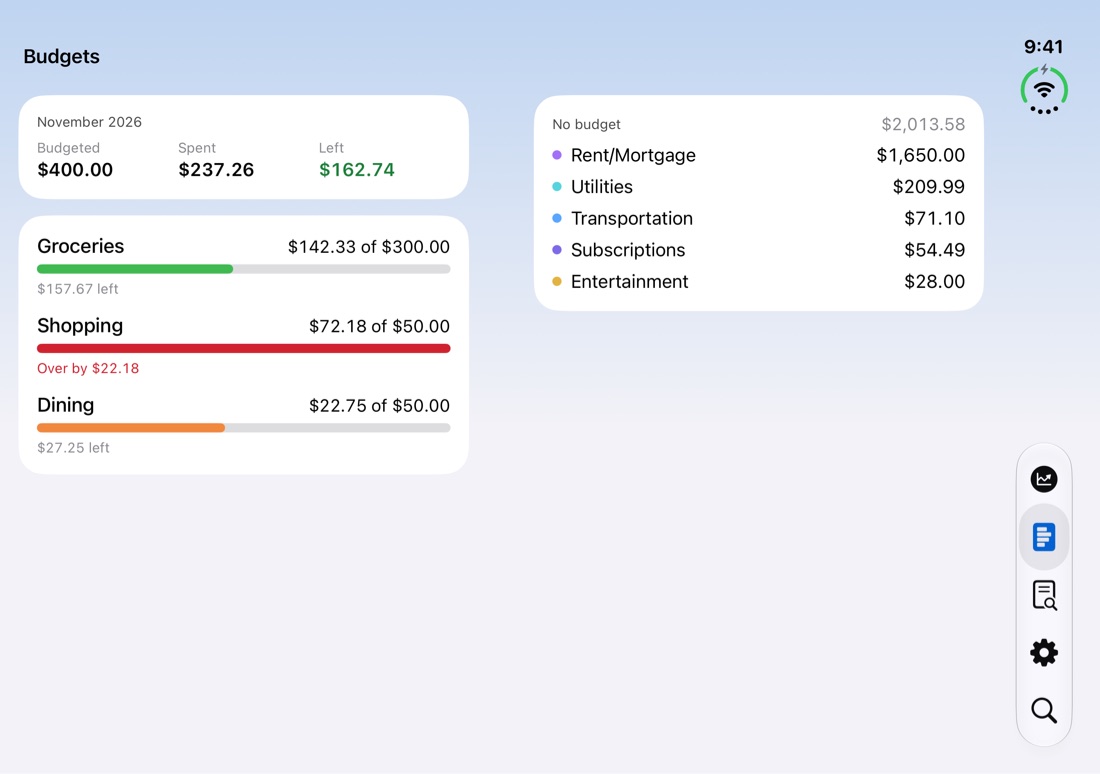 Budgets
9:41
November 2026
Budgeted Spent Left
$400.00 $237.26 $162.74
Groceries $142.33 of $300.00
$157.67 left
Shopping $72.18 of $50.00
Over by $22.18
Dining $22.75 of $50.00
$27.25 left
No budget $2,013.58
Rent/Mortgage $1,650.00
Utilities $209.99
Transportation $71.10
Subscriptions $54.49
Entertainment $28.00